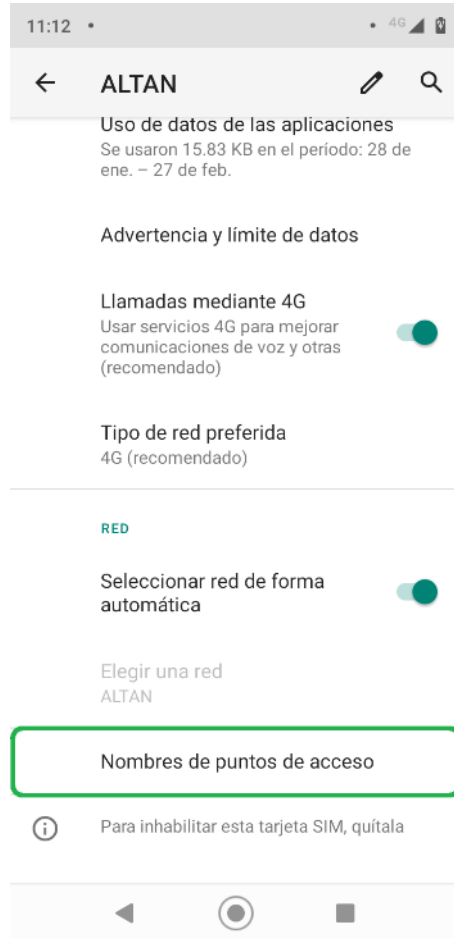 11:12
4G
ALTAN
Uso de datos de las aplicaciones
Se usaron 15.83 KB en el período: 28 de
ene. – 27 de feb.
Advertencia y límite de datos
Llamadas mediante 4G
Usar servicios 4G para mejorar
comunicaciones de voz y otras
(recomendado)
Tipo de red preferida
4G (recomendado)
RED
Seleccionar red de forma
automática
Elegir una red
ALTAN
Nombres de puntos de acceso
Para inhabilitar esta tarjeta SIM, quítala